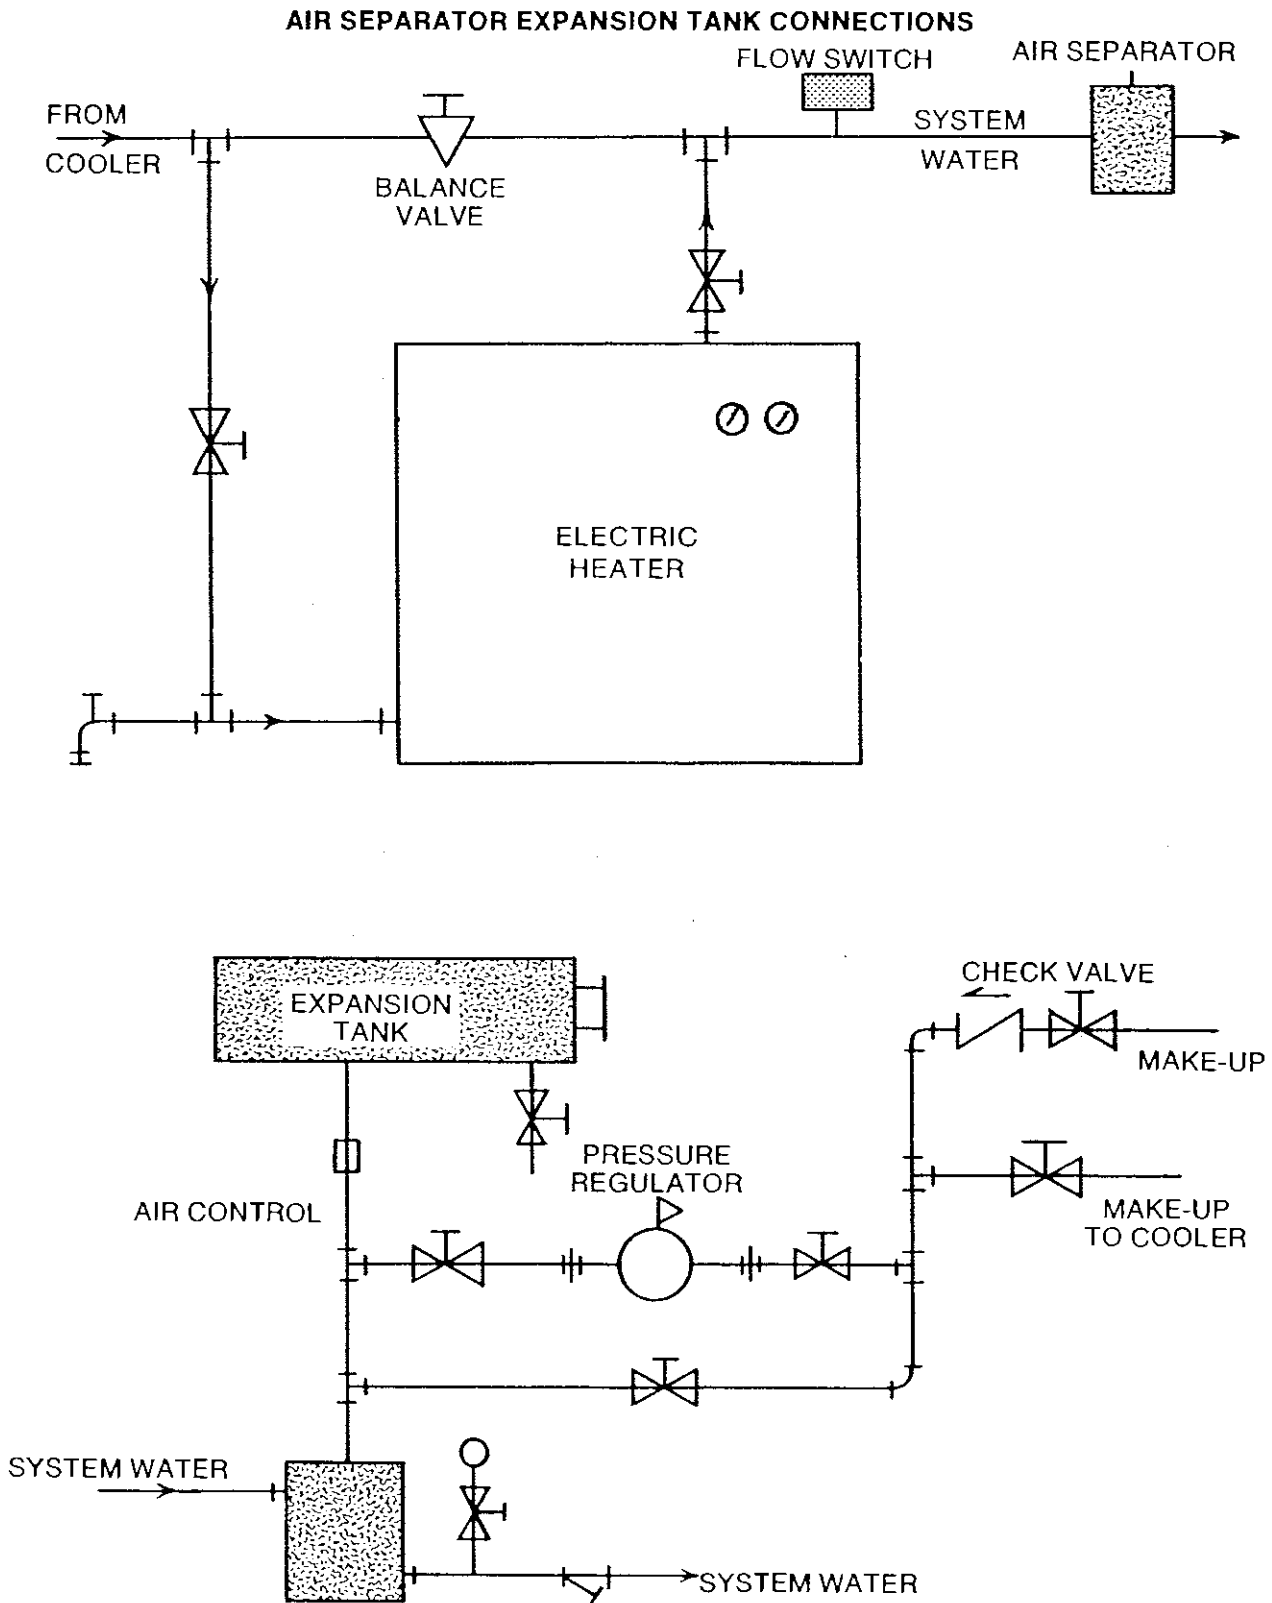 AIR SEPARATOR EXPANSION TANK CONNECTIONS
FLOW SWITCH
AIR SEPARATOR
FROM
COOLER
SYSTEM
WATER
BALANCE
VALVE
ELECTRIC
HEATER
EXPANSION
TANK
CHECK VALVE
MAKE-UP
PRESSURE
REGULATOR
AIR CONTROL
MAKE-UP
TO COOLER
SYSTEM WATER
SYSTEM WATER